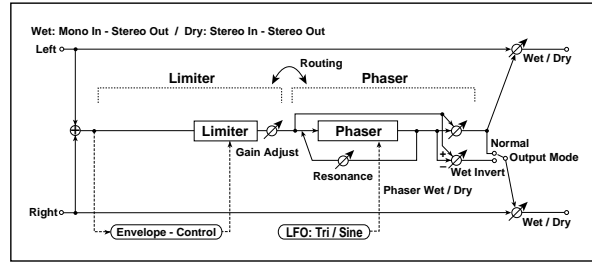 Wet: Mono In - Stereo Out / Dry: Stereo In - Stereo Out
Left
Wet / Dry
Routing
Limiter
Phaser
Limiter
Phaser
Gain Adjust
Resonance
+
−
Normal
Output Mode
Wet Invert
Phaser Wet / Dry
Right
Wet / Dry
Envelope - Control
LFO: Tri / Sine